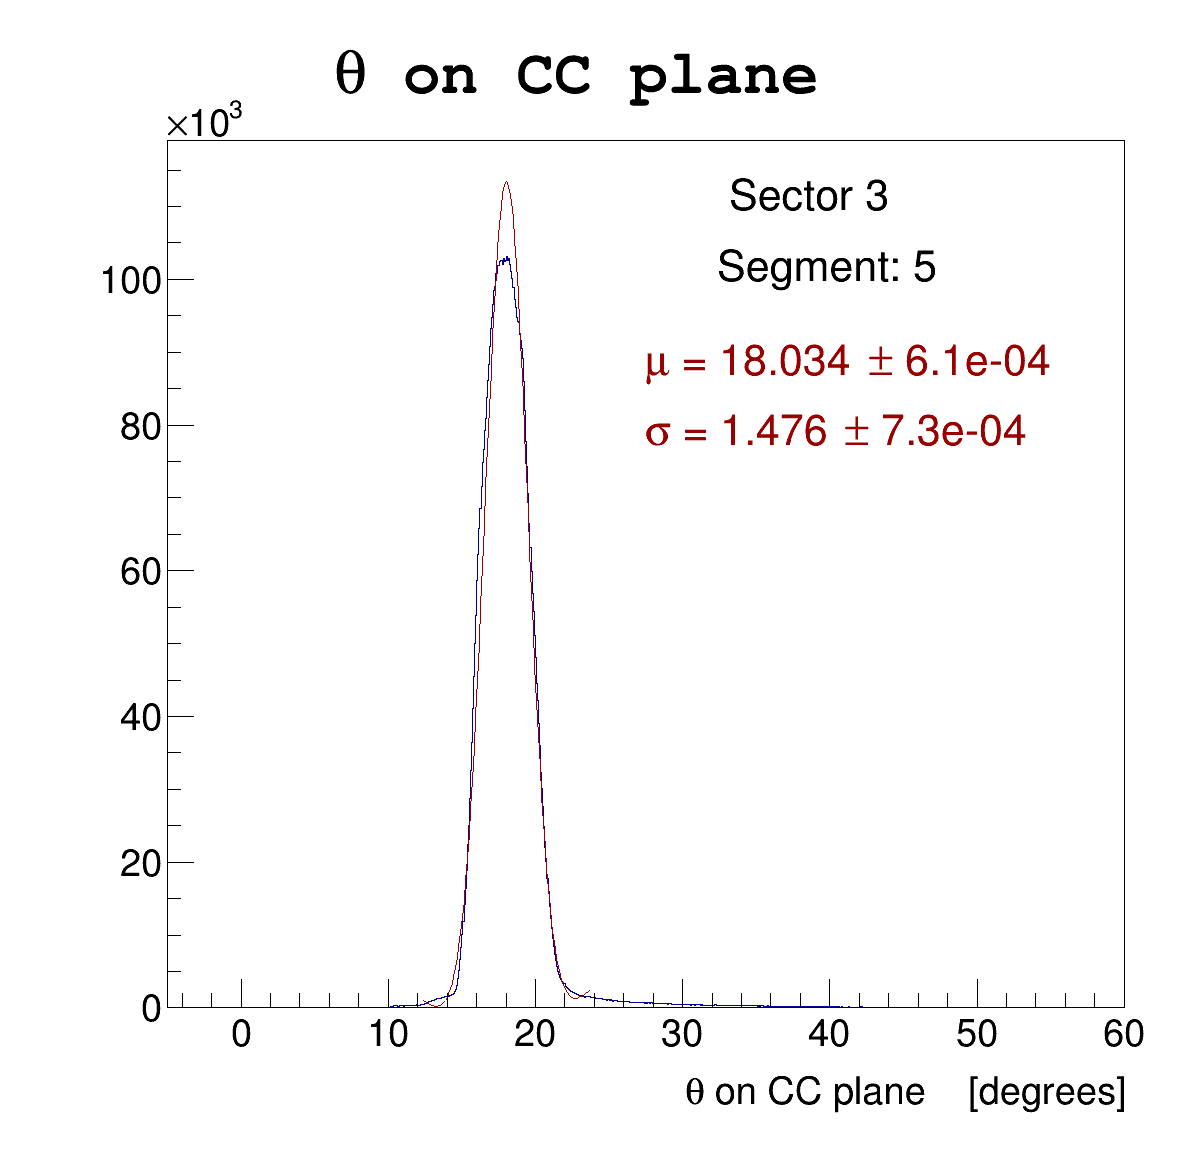 θ on CC plane
×10³
Sector 3
Segment: 5
μ = 18.034 ± 6.1e-04
σ = 1.476 ± 7.3e-04
100
80
60
40
20
0
0 10 20 30 40 50 60
θ on CC plane [degrees]